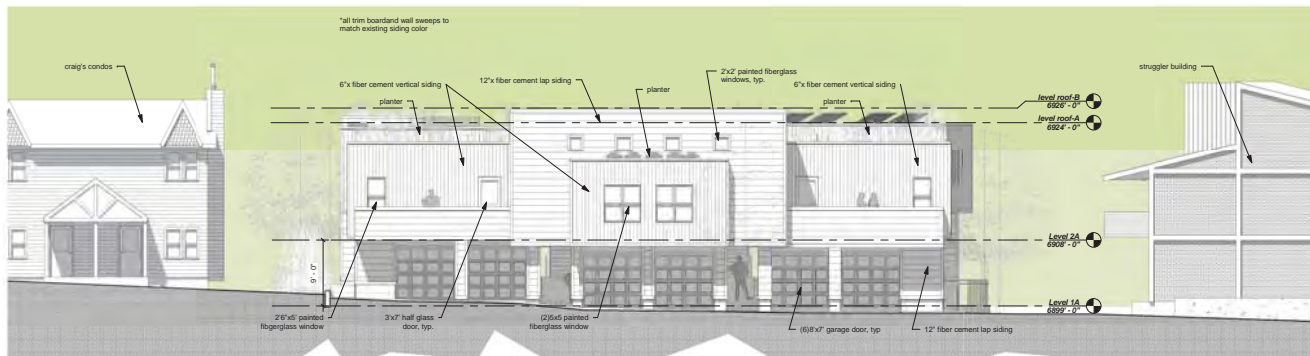 *all trim boardand wall sweeps to
match existing siding color
craig's condos
6"x fiber cement vertical siding
12"x fiber cement lap siding
2'x2' painted fiberglass
windows, typ.
planter
6"x fiber cement vertical siding
struggler building
planter
planter
level roof-B
6926' - 0"
level roof-A
6924' - 0"
Level 2A
6908' - 0"
9' - 0"
Level 1A
6899' - 0"
2'6"x5' painted
fibgerglass window
3'x7' half glass
door, typ.
(2)5x5 painted
fiberglass window
(6)8'x7' garage door, typ
12" fiber cement lap siding